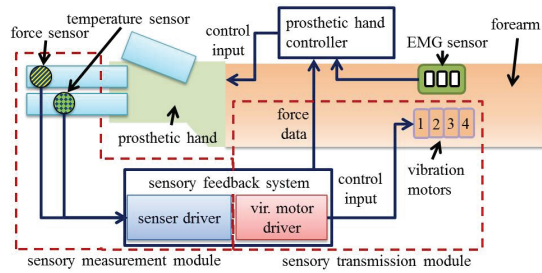 temperature sensor
force sensor
control
input
prosthetic hand
controller
EMG sensor
forearm
prosthetic hand
force
data
1 2 3 4
vibration
motors
sensory feedback system
control
input
senser driver
vir. motor
driver
sensory measurement module
sensory transmission module